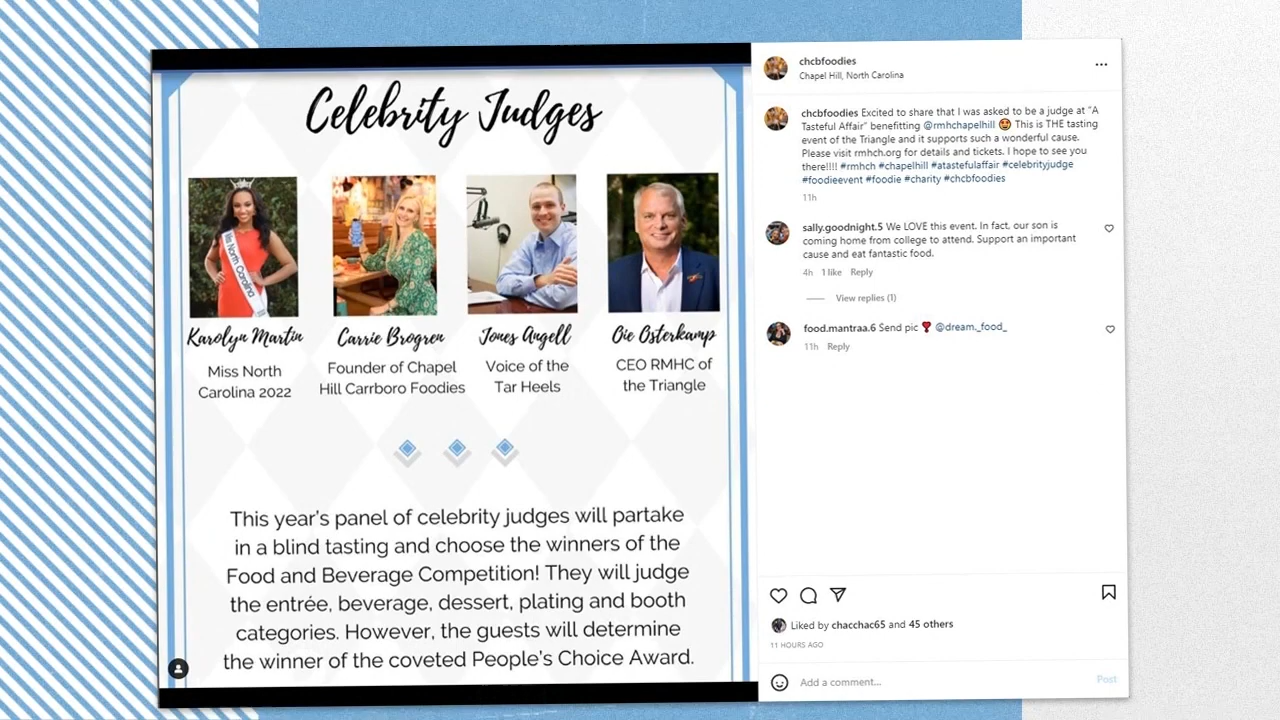 Celebrity Judges
Miss North Carolina
Karolyn Martin
Miss North
Carolina 2022
Carrie Brogren
Founder of Chapel
Hill Carrboro Foodies
Jones Angell
Voice of the
Tar Heels
Oie Osterkamp
CEO RMHC of
the Triangle
This year's panel of celebrity judges will partake
in a blind tasting and choose the winners of the
Food and Beverage Competition! They will judge
the entrée, beverage, dessert, plating and booth
categories. However, the guests will determine
the winner of the coveted People's Choice Award.
chcbfoodies
Chapel Hill, North Carolina
chcbfoodies Excited to share that I was asked to be a judge at "A
Tasteful Affair" benefitting @rmhchapelhill 🤩 This is THE tasting
event of the Triangle and it supports such a wonderful cause.
Please visit rmhch.org for details and tickets. I hope to see you
there!!!! #rmhch #chapelhill #atastefulaffair #celebrityjudge
#foodieevent #foodie #charity #chcbfoodies
11h
sally.goodnight.5 We LOVE this event. In fact, our son is
coming home from college to attend. Support an important
cause and eat fantastic food.
4h 1 like Reply
View replies (1)
food.mantraa.6 Send pic ❣️ @dream._food_
11h Reply
Liked by chacchac65 and 45 others
11 HOURS AGO
Add a comment...
Post